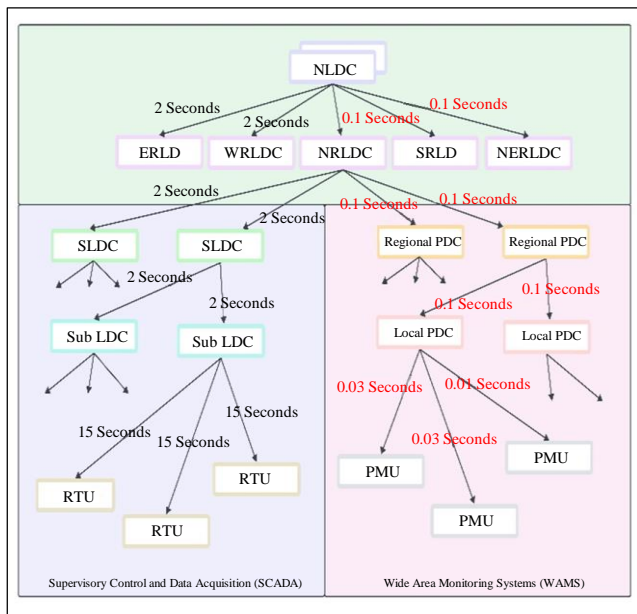 NLDC
2 Seconds
2 Seconds
0.1 Seconds
0.1 Seconds
ERLD
WRLDC
NRLDC
SRLD
NERLDC
2 Seconds
2 Seconds
0.1 Seconds
0.1 Seconds
SLDC
SLDC
Regional PDC
Regional PDC
2 Seconds
2 Seconds
0.1 Seconds
0.1 Seconds
Sub LDC
Sub LDC
Local PDC
Local PDC
15 Seconds
15 Seconds
15 Seconds
0.03 Seconds
0.03 Seconds
0.01 Seconds
RTU
RTU
RTU
PMU
PMU
PMU
Supervisory Control and Data Acquisition (SCADA)
Wide Area Monitoring Systems (WAMS)